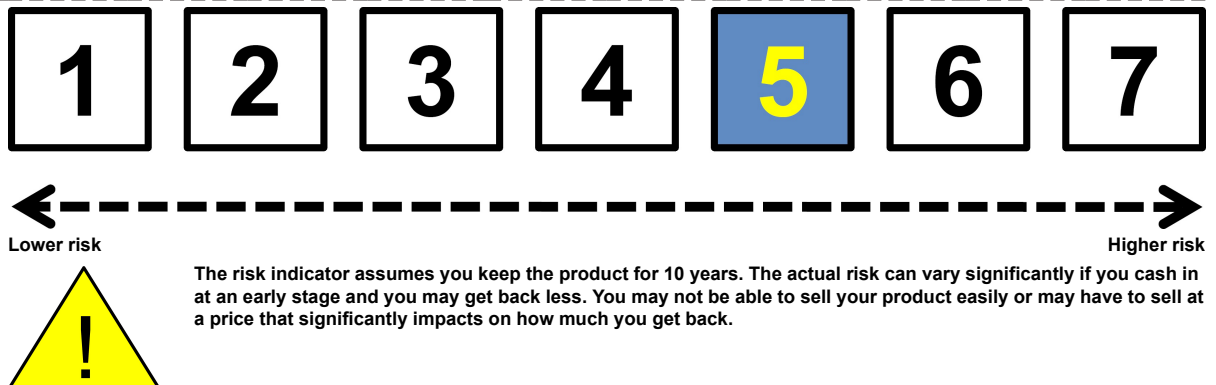 1 2 3 4 5 6 7
Lower risk Higher risk
The risk indicator assumes you keep the product for 10 years. The actual risk can vary significantly if you cash in
at an early stage and you may get back less. You may not be able to sell your product easily or may have to sell at
a price that significantly impacts on how much you get back.
!